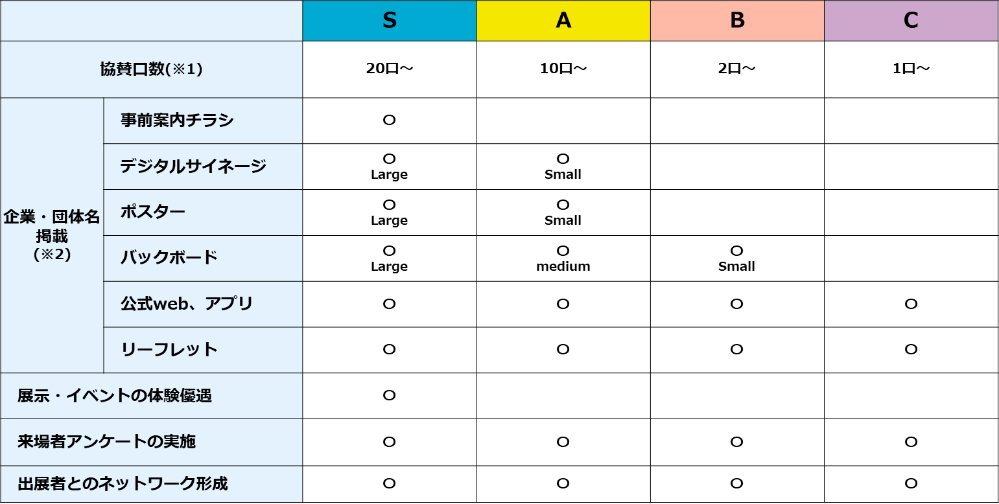 S A B C
協賛口数(※1) 20口～ 10口～ 2口～ 1口～
事前案内チラシ ○
デジタルサイネージ ○ ○
Large Small
ポスター ○ ○
Large Small
企業・団体名
掲載
(※2)
バックボード ○ ○ ○
Large medium Small
公式web、アプリ ○ ○ ○ ○
リーフレット ○ ○ ○ ○
展示・イベントの体験優遇 ○
来場者アンケートの実施 ○ ○ ○ ○
出展者とのネットワーク形成 ○ ○ ○ ○